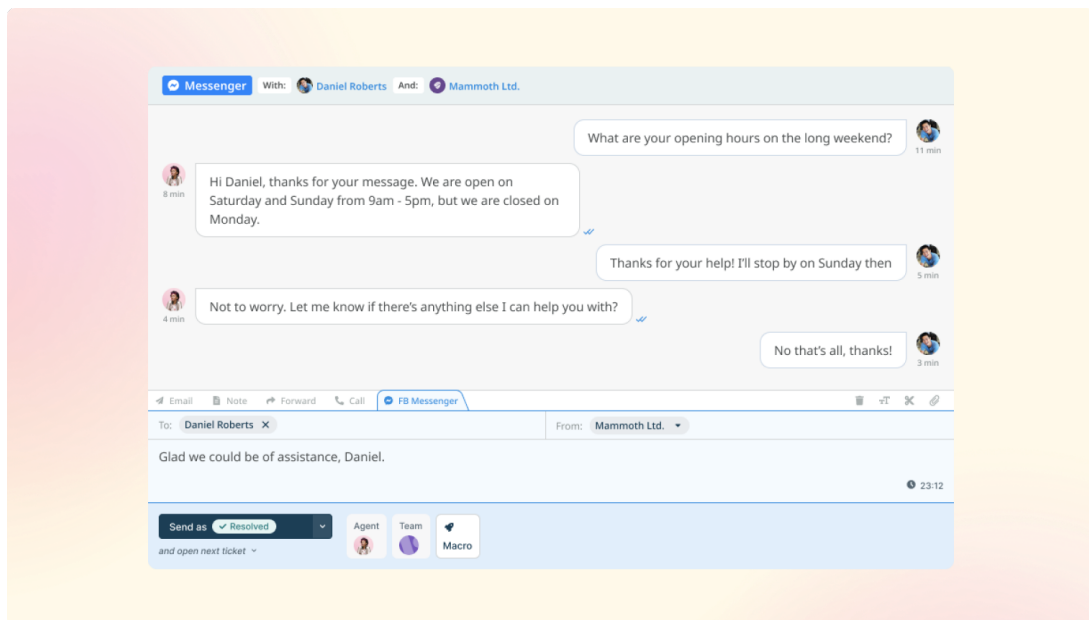 Messenger With: Daniel Roberts And: Mammoth Ltd.
What are your opening hours on the long weekend?
11 min
8 min
Hi Daniel, thanks for your message. We are open on
Saturday and Sunday from 9am - 5pm, but we are closed on
Monday.
Thanks for your help! I'll stop by on Sunday then
5 min
Not to worry. Let me know if there's anything else I can help you with?
4 min
No that's all, thanks!
3 min
Email Note Forward Call FB Messenger
To: Daniel Roberts From: Mammoth Ltd.
Glad we could be of assistance, Daniel.
23:12
Send as Resolved
and open next ticket
Agent Team
Macro